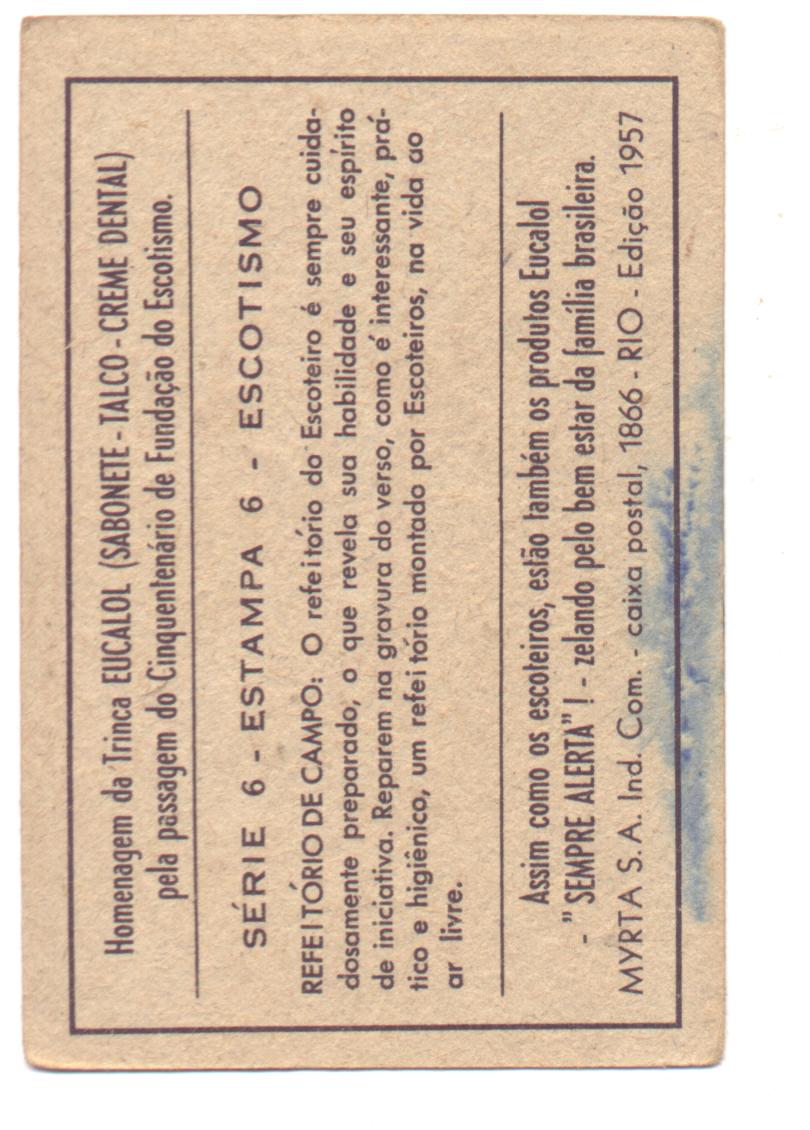 Homenagem da Trinca EUCALOL (SABONETE - TALCO - CREME DENTAL)
pela passagem do Cinquentenário de Fundação do Escotismo.
SÉRIE 6 - ESTAMPA 6 - ESCOTISMO
REFEITÓRIO DE CAMPO: O refeitório do Escoteiro é sempre cuida-
dosamente preparado, o que revela sua habilidade e seu espírito
de iniciativa. Reparem na gravura do verso, como é interessante, prá-
tico e higiênico, um refeitório montado por Escoteiros, na vida ao
ar livre.
Assim como os escoteiros, estão também os produtos Eucalol
- "SEMPRE ALERTA" ! - zelando pelo bem estar da família brasileira.
MYRTA S. A. Ind. Com. - caixa postal, 1866 - RIO - Edição 1957